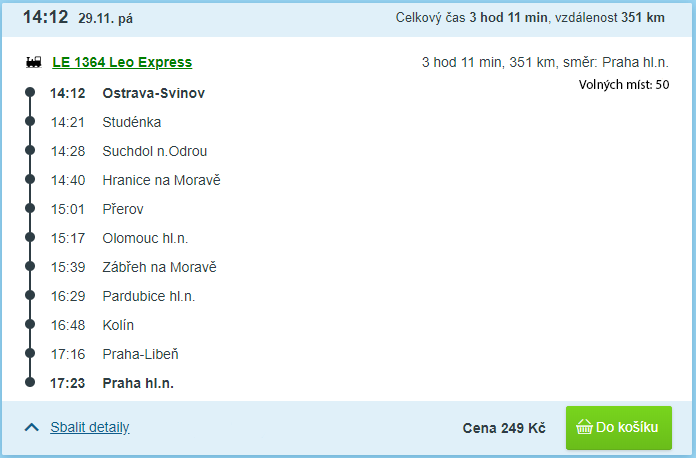 14:12 29.11. pá Celkový čas 3 hod 11 min, vzdálenost 351 km
LE 1364 Leo Express 3 hod 11 min, 351 km, směr: Praha hl.n.
Volných míst: 50
14:12 Ostrava-Svinov
14:21 Studénka
14:28 Suchdol n.Odrou
14:40 Hranice na Moravě
15:01 Přerov
15:17 Olomouc hl.n.
15:39 Zábřeh na Moravě
16:29 Pardubice hl.n.
16:48 Kolín
17:16 Praha-Libeň
17:23 Praha hl.n.
Sbalit detaily Cena 249 Kč Do košíku